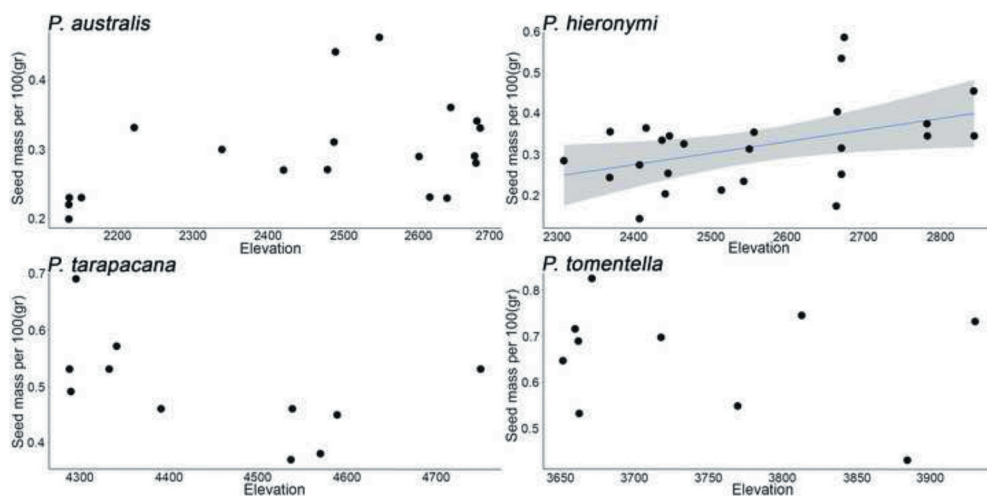 P. australis
Seed mass per 100(gr)
0.4
0.3
0.2
2200 2300 2400 2500 2600 2700
Elevation
P. hieronymi
Seed mass per 100(gr)
0.6
0.5
0.4
0.3
0.2
2300 2400 2500 2600 2700 2800
Elevation
P. tarapacana
Seed mass per 100(gr)
0.7
0.6
0.5
0.4
4300 4400 4500 4600 4700
Elevation
P. tomentella
Seed mass per 100(gr)
0.8
0.7
0.6
0.5
3650 3700 3750 3800 3850 3900
Elevation